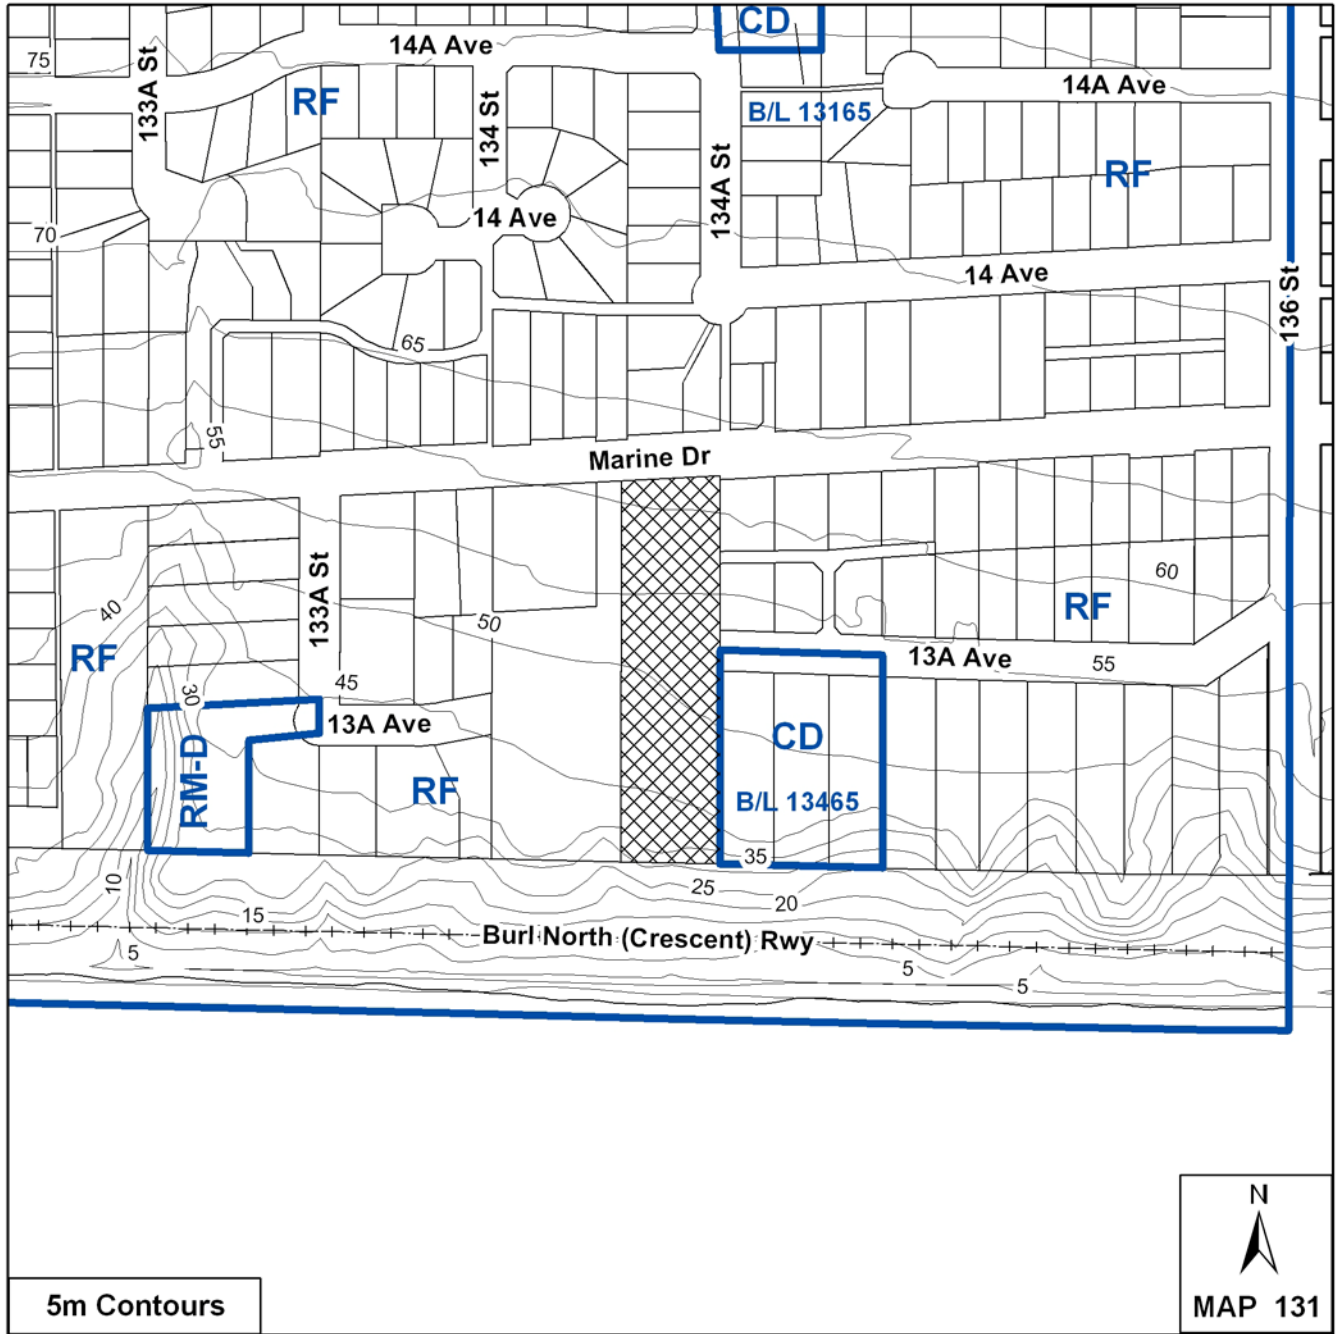 CD
14A Ave
75
133A St
14A Ave
RF
134 St
B/L 13165
134A St
RF
70
14 Ave
14 Ave
136 St
65
55
Marine Dr
133A St
60
40
RF
50
RF
13A Ave
55
45
30
13A Ave
CD
RM-D
RF
B/L 13465
35
10
25
20
15
Burl North (Crescent) Rwy
5
5
5
N
5m Contours
MAP 131